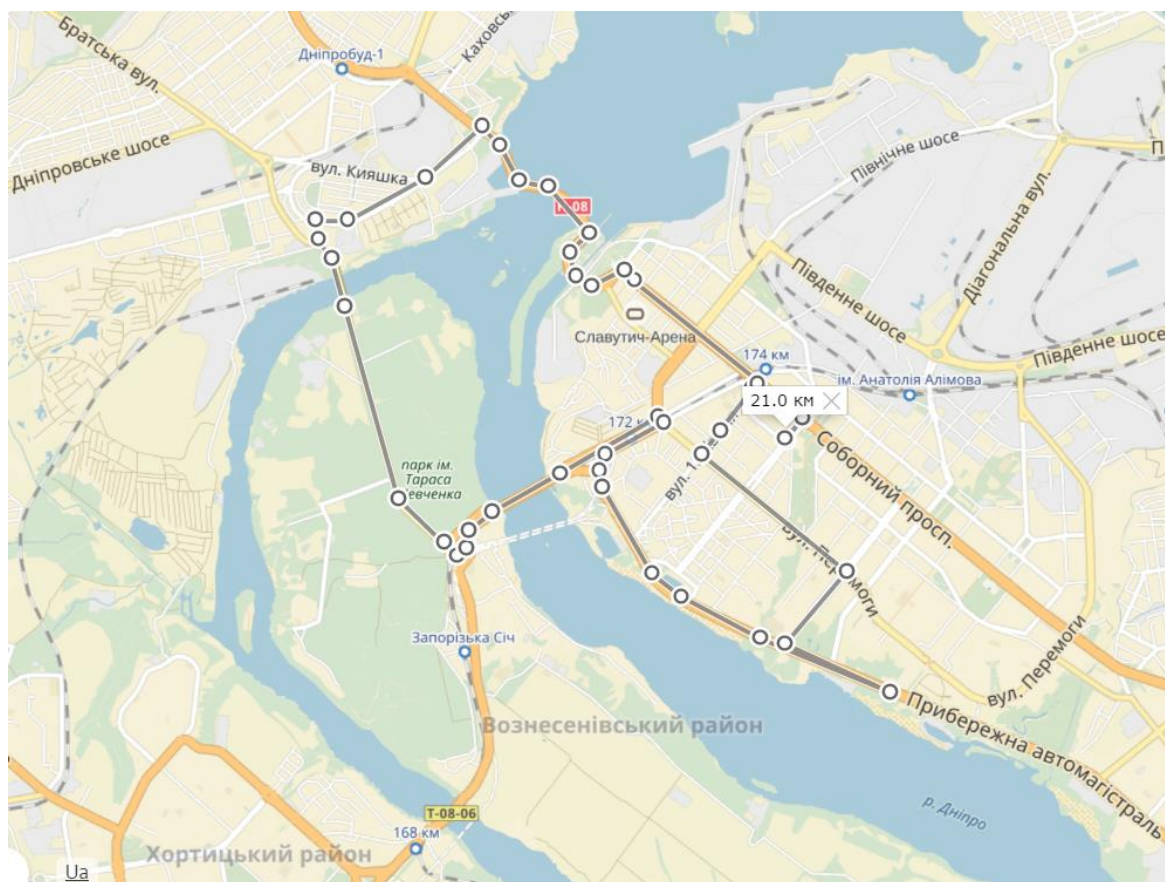 Братська вул.
Дніпробуд-1
Каховсь
Дніпровське шосе
вул. Кияшка
Північне шосе
Діагональна вул.
П
Н-08
Південне шосе
Південне шосе
Славутич-Арена
174 км
ім. Анатолія Алімова
21.0 км
172 к
вул. 1
Соборний просп.
парк ім.
Тараса
Шевченка
вул. Перемоги
Запорізька Січ
вул. Перемоги
Вознесенівський район
Прибережна автомагістраль
р. Дніпро
Т-08-06
168 км
Хортицький район
Ua